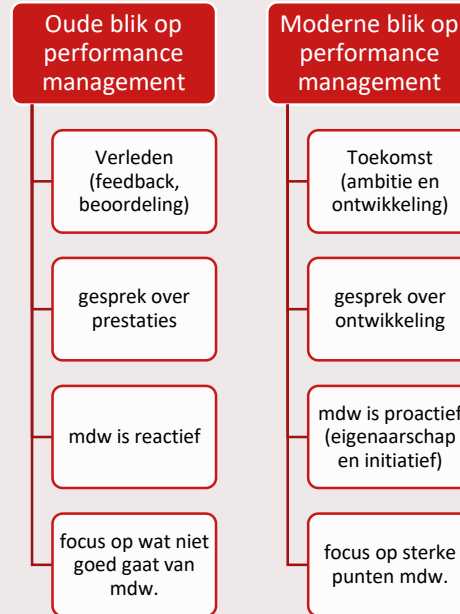 Oude blik op
performance
management
Verleden
(feedback,
beoordeling)
gesprek over
prestaties
mdw is reactief
focus op wat niet
goed gaat van
mdw.
Moderne blik op
performance
management
Toekomst
(ambitie en
ontwikkeling)
gesprek over
ontwikkeling
mdw is proactief
(eigenaarschap
en initiatief)
focus op sterke
punten mdw.